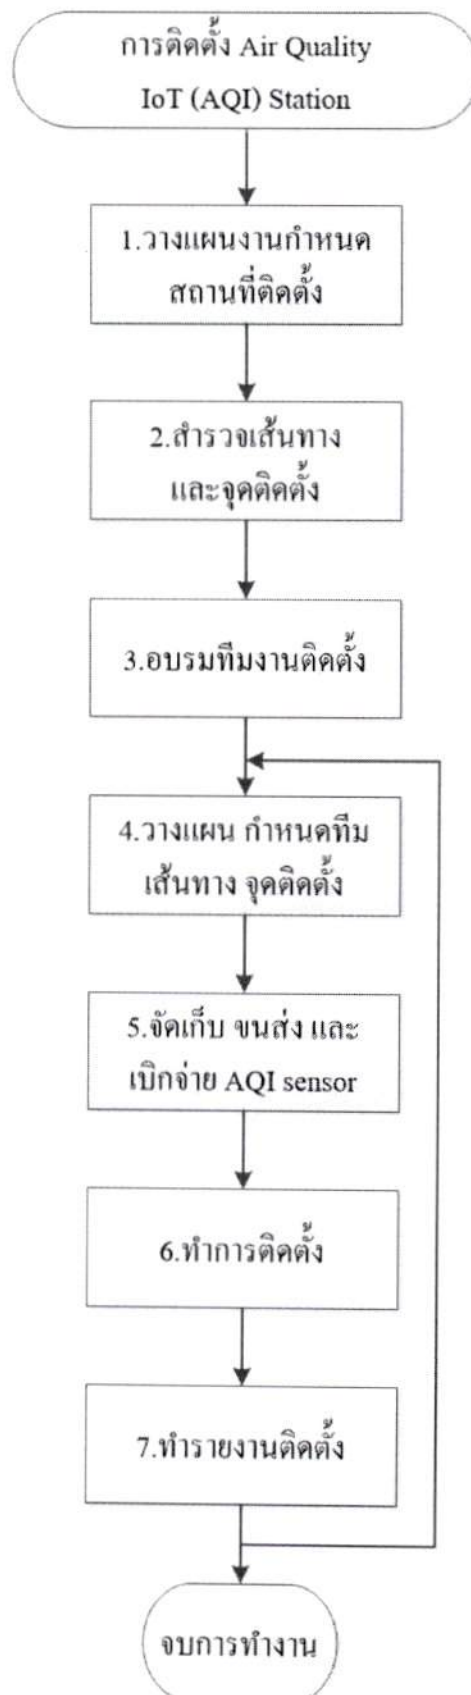 การติดตั้ง Air Quality
IoT (AQI) Station
1.วางแผนงานกำหนด
สถานที่ติดตั้ง
2.สำรวจเส้นทาง
และจุดติดตั้ง
3.อบรมทีมงานติดตั้ง
4.วางแผน กำหนดทีม
เส้นทาง จุดติดตั้ง
5.จัดเก็บ ขนส่ง และ
เบิกจ่าย AQI sensor
6.ทำการติดตั้ง
7.ทำรายงานติดตั้ง
จบการทำงาน